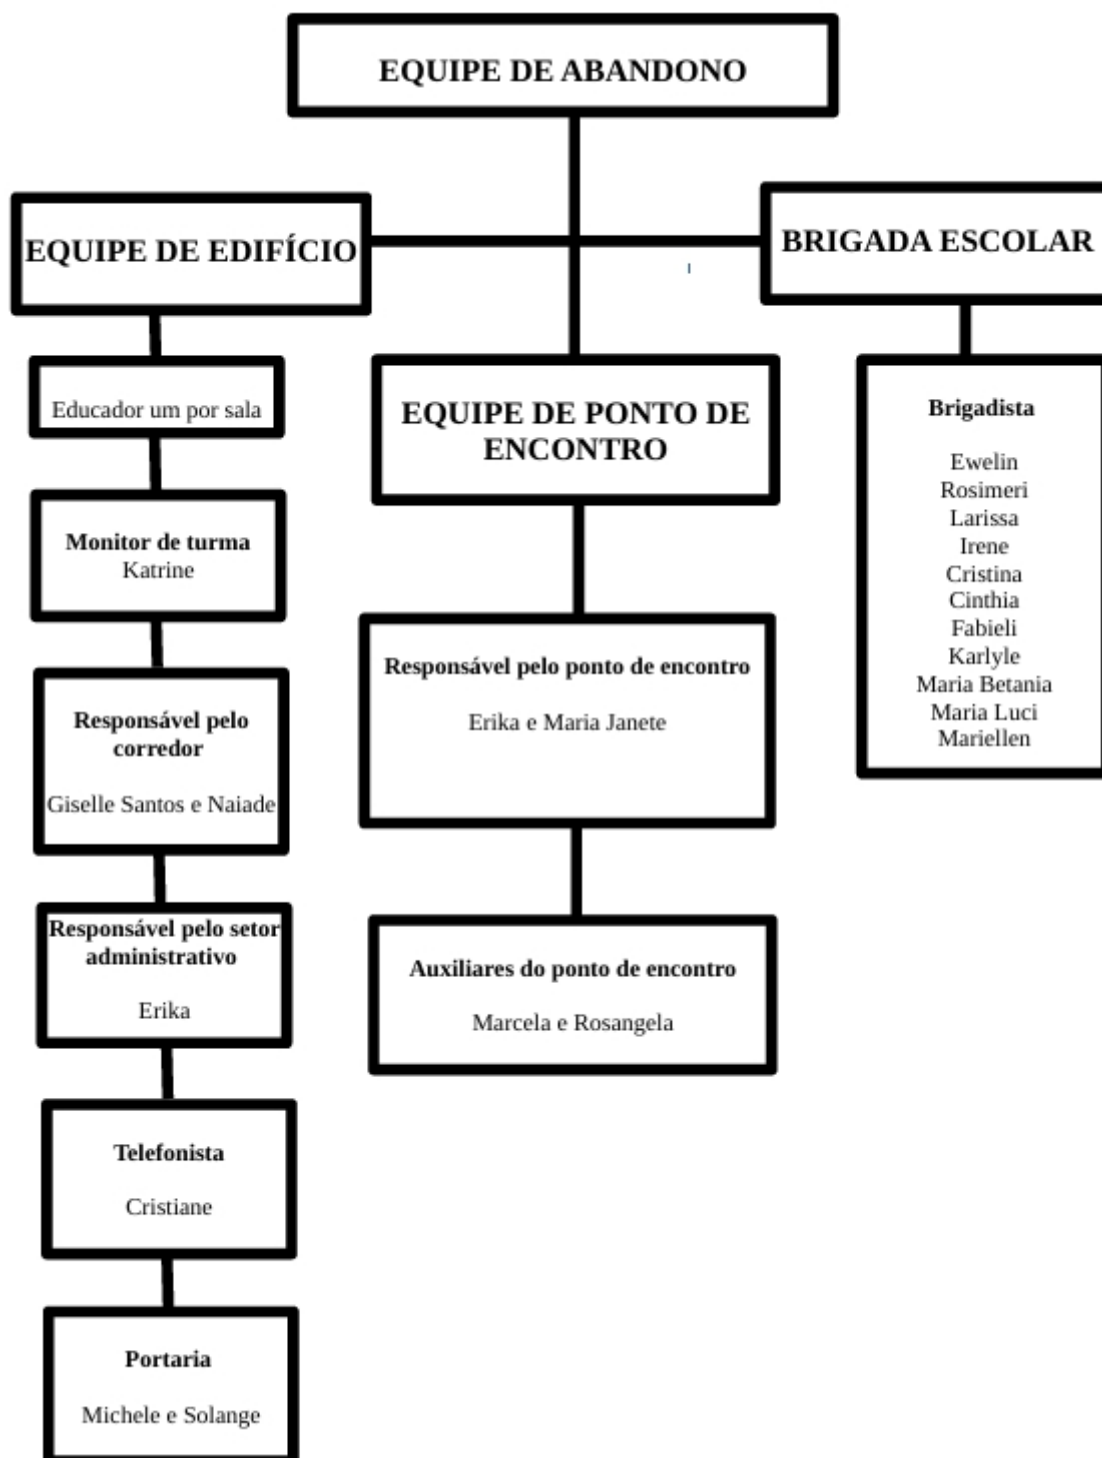 EQUIPE DE ABANDONO
EQUIPE DE EDIFÍCIO
Educador um por sala
Monitor de turma
Katrine
Responsável pelo
corredor
Giselle Santos e Naiade
Responsável pelo setor
administrativo
Erika
Telefonista
Cristiane
Portaria
Michele e Solange
EQUIPE DE PONTO DE
ENCONTRO
Responsável pelo ponto de encontro
Erika e Maria Janete
Auxiliares do ponto de encontro
Marcela e Rosangela
BRIGADA ESCOLAR
Brigadista
Ewelin
Rosimeri
Larissa
Irene
Cristina
Cinthia
Fabieli
Karlyle
Maria Betania
Maria Luci
Mariellen